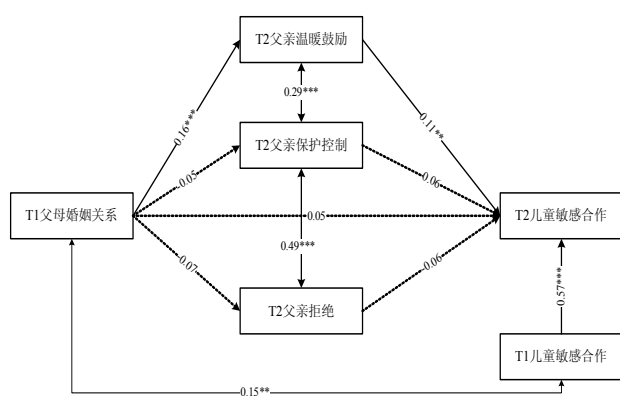 T2父亲温暖鼓励
0.16***
0.29***
0.11**
T2父亲保护控制
0.05
0.06
T1父母婚姻关系
0.05
T2儿童敏感合作
0.07
0.49***
0.06
0.57***
T2父亲拒绝
T1儿童敏感合作
0.15**